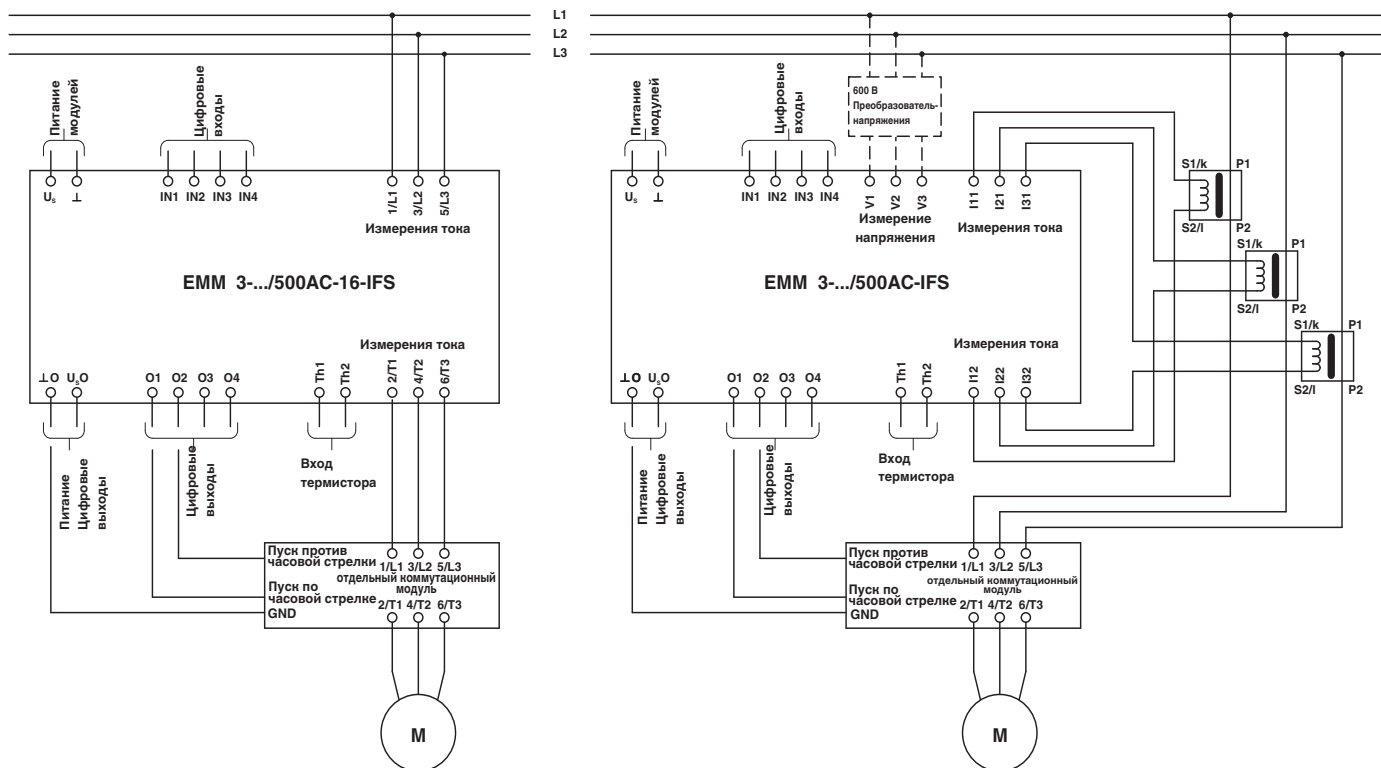 L1
L2
L3
Питание
модулей
Цифровые
входы
Us
⊥
IN1
IN2
IN3
IN4
1/L1
3/L2
5/L3
Измерения тока
EMM 3-.../500AC-16-IFS
Измерения тока
⊥O
UsO
O1
O2
O3
O4
Th1
Th2
2/T1
4/T2
6/T3
Питание
Цифровые
выходы
Цифровые
выходы
Вход
термистора
Пуск против
часовой стрелки
1/L1 3/L2 5/L3
отдельный коммутационный
модуль
Пуск по
часовой стрелке
2/T1 4/T2 6/T3
GND
M
Питание
модулей
Цифровые
входы
600 В
Преобразователь-
напряжения
Us
⊥
IN1
IN2
IN3
IN4
V1
V2
V3
I11
I21
I31
Измерение
напряжения
Измерения тока
EMM 3-.../500AC-IFS
Измерения тока
⊥O
UsO
O1
O2
O3
O4
Th1
Th2
I12
I22
I32
S1/k
P1
S2/l
P2
S1/k
P1
S2/l
P2
S1/k
P1
S2/l
P2
Питание
Цифровые
выходы
Цифровые
выходы
Вход
термистора
Пуск против
часовой стрелки
1/L1 3/L2 5/L3
отдельный коммутационный
модуль
Пуск по
часовой стрелке
2/T1 4/T2 6/T3
GND
M